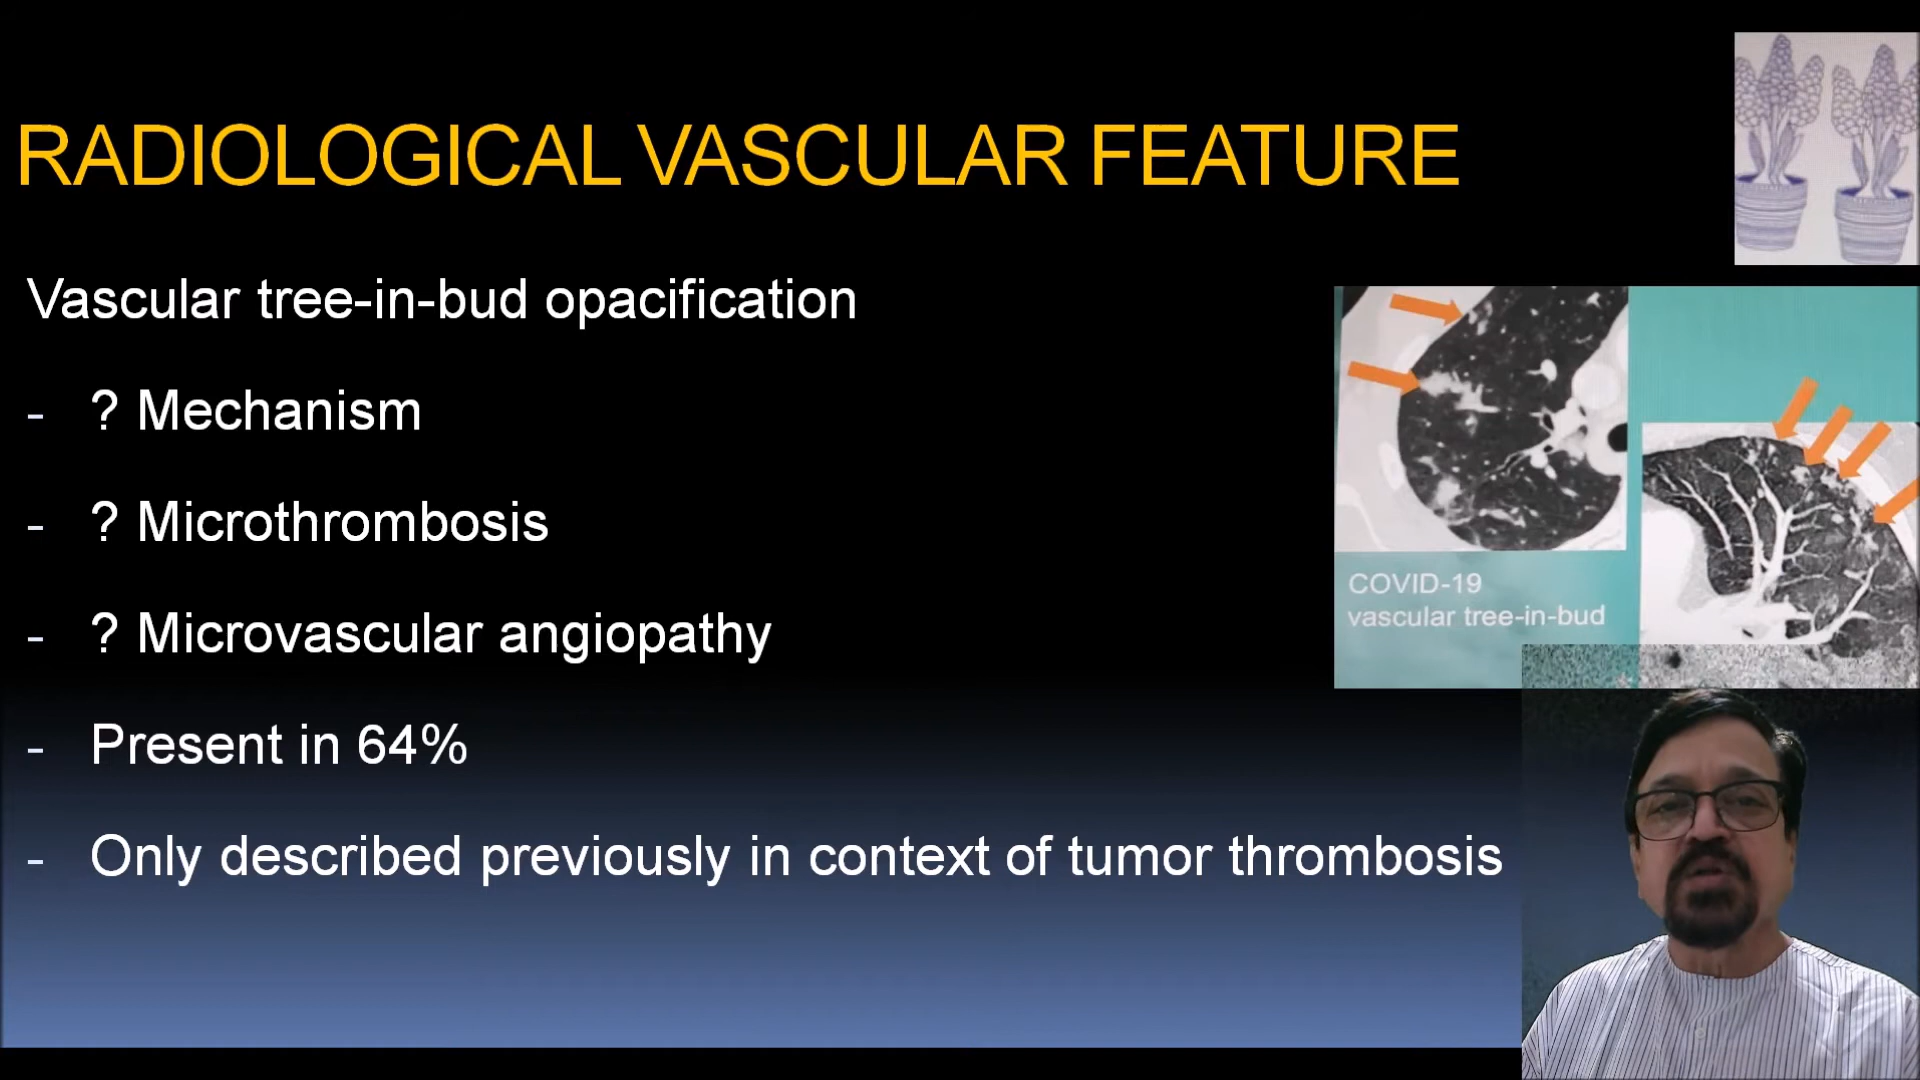 RADIOLOGICAL VASCULAR FEATURE
Vascular tree-in-bud opacification
- ? Mechanism
- ? Microthrombosis
- ? Microvascular angiopathy
- Present in 64%
- Only described previously in context of tumor thrombosis
COVID-19
vascular tree-in-bud